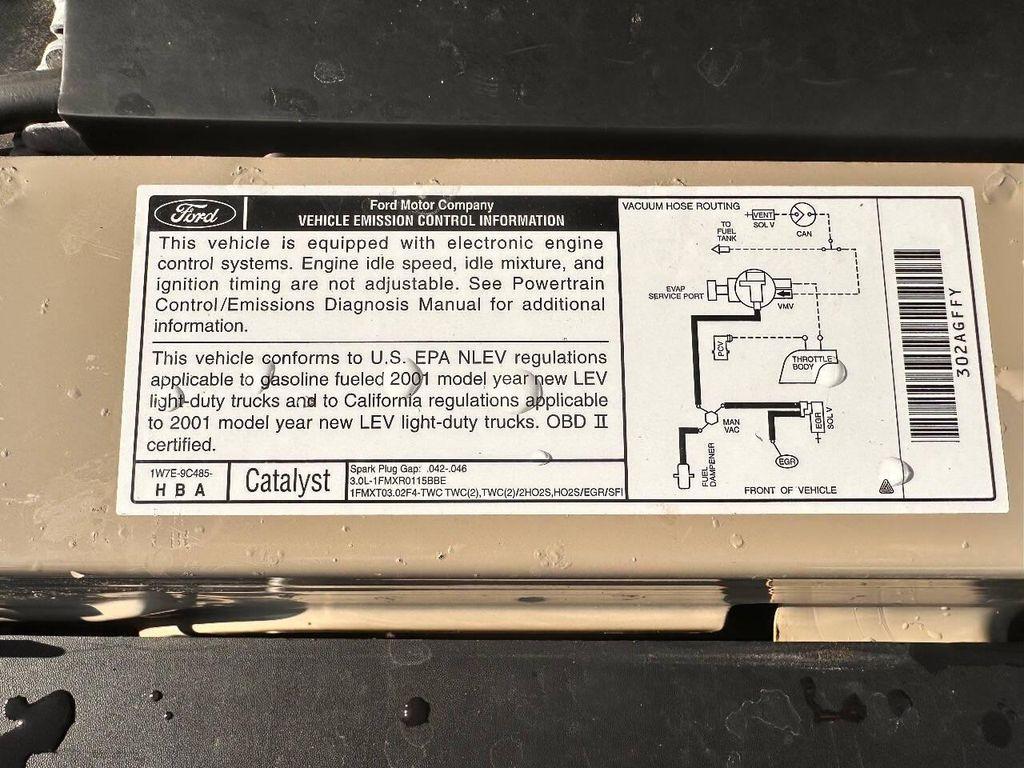 Ford
Ford Motor Company
VEHICLE EMISSION CONTROL INFORMATION
This vehicle is equipped with electronic engine
control systems. Engine idle speed, idle mixture, and
ignition timing are not adjustable. See Powertrain
Control/Emissions Diagnosis Manual for additional
information.
This vehicle conforms to U.S. EPA NLEV regulations
applicable to gasoline fueled 2001 model year new LEV
light-duty trucks and to California regulations applicable
to 2001 model year new LEV light-duty trucks. OBD II
certified.
1W7E-9C485-
H B A
Catalyst
Spark Plug Gap: .042-.046
3.0L-1FMXR0115BBE
1FMXT03.02F4-TWC TWC(2),TWC(2)/2HO2S,HO2S/EGR/SFI
VACUUM HOSE ROUTING
VENT
SOL V
CAN
TO
FUEL
TANK
EVAP
SERVICE PORT
VMV
PCV
THROTTLE
BODY
MAN
VAC
EGR
SOL V
FUEL
DAMPENER
EGR
FRONT OF VEHICLE
302AGFFY